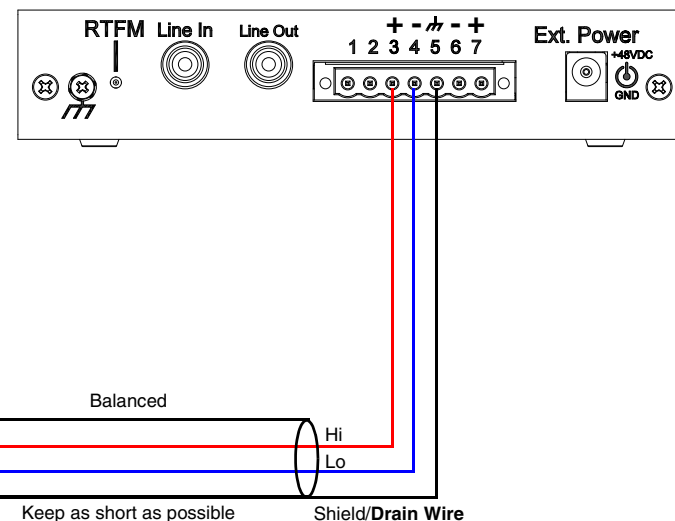 RTFM
Line In
Line Out
+ - - +
1 2 3 4 5 6 7
Ext. Power
+48VDC
GND
Balanced
Hi
Lo
Keep as short as possible
Shield/Drain Wire